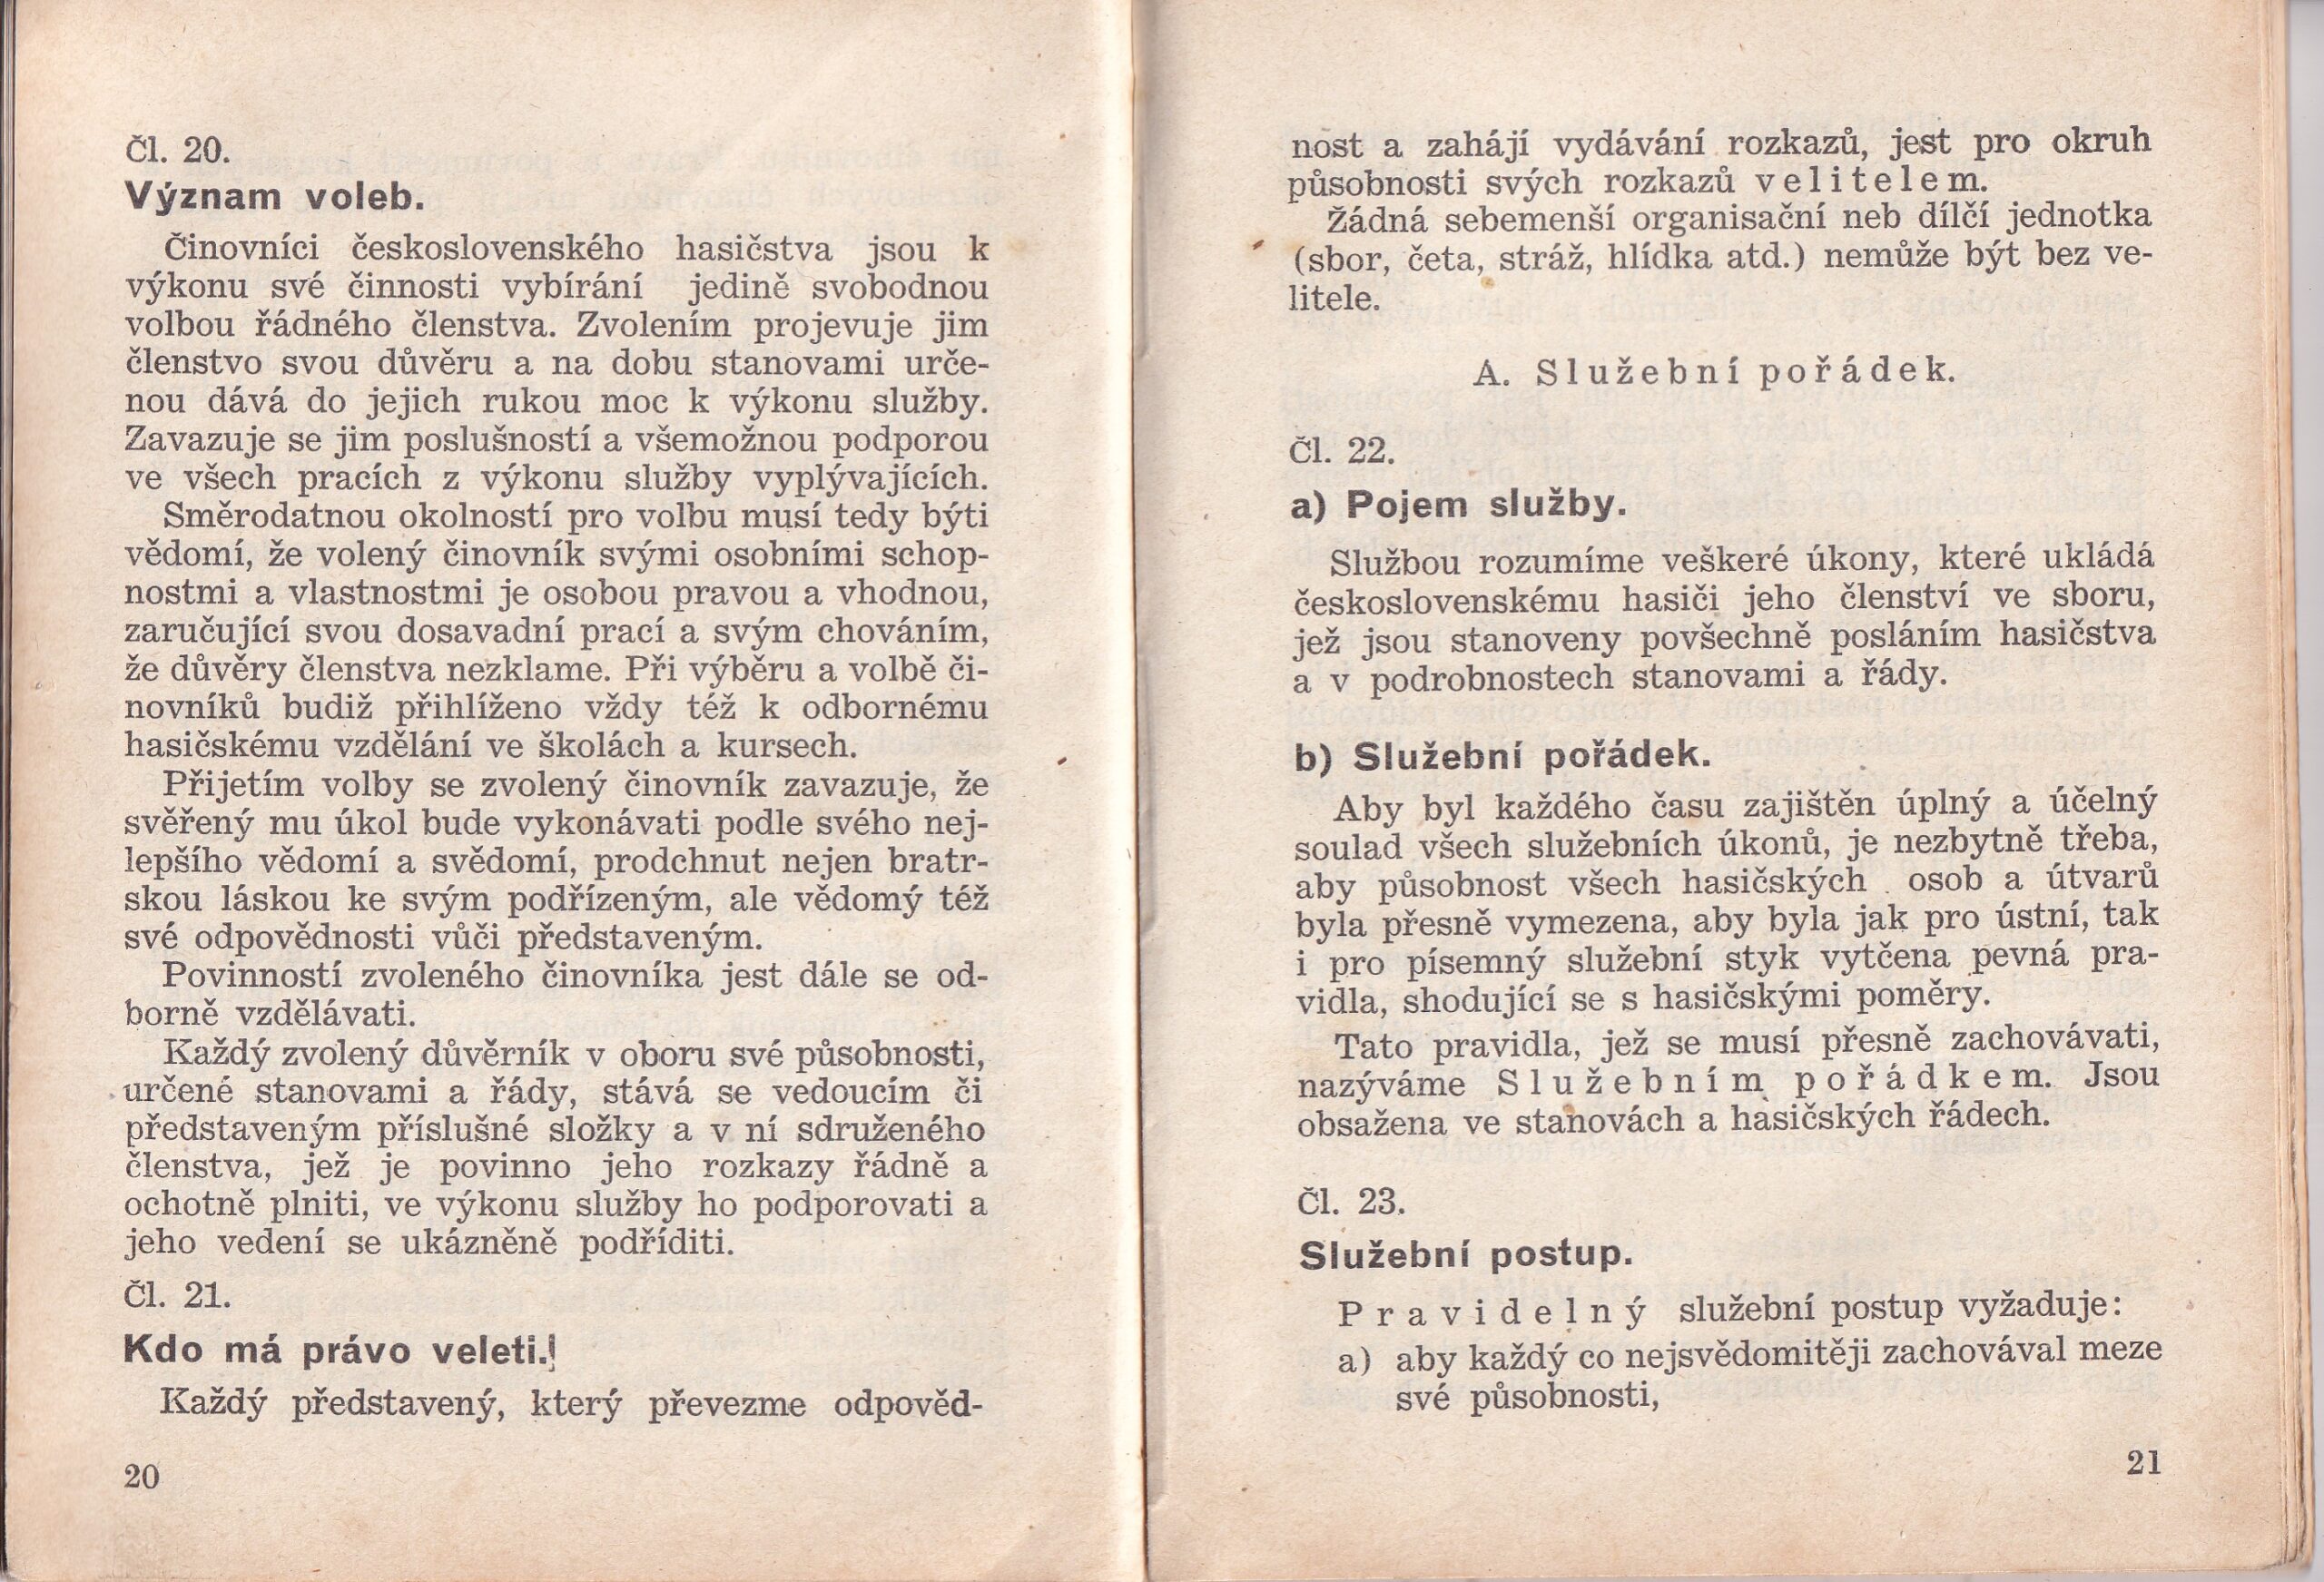 Čl. 20.
Význam voleb.
Činovníci československého hasičstva jsou k
výkonu své činnosti vybírání jedině svobodnou
volbou řádného členstva. Zvolením projevuje jim
členstvo svou důvěru a na dobu stanovami urče-
nou dává do jejich rukou moc k výkonu služby.
Zavazuje se jim poslušností a všemožnou podporou
ve všech pracích z výkonu služby vyplývajících.
Směrodatnou okolností pro volbu musí tedy býti
vědomí, že volený činovník svými osobními schop-
nostmi a vlastnostmi je osobou pravou a vhodnou,
zaručující svou dosavadní prací a svým chováním,
že důvěry členstva nezklame. Při výběru a volbě či-
novníků budiž přihlíženo vždy též k odbornému
hasičskému vzdělání ve školách a kursech.
Přijetím volby se zvolený činovník zavazuje, že
svěřený mu úkol bude vykonávati podle svého nej-
lepšího vědomí a svědomí, prodchnut nejen bratr-
skou láskou ke svým podřízeným, ale vědomý též
své odpovědnosti vůči představeným.
Povinností zvoleného činovníka jest dále se od-
borně vzdělávati.
Každý zvolený důvěrník v oboru své působnosti,
určené stanovami a řády, stává se vedoucím či
představeným příslušné složky a v ní sdruženého
členstva, jež je povinno jeho rozkazy řádně a
ochotně plniti, ve výkonu služby ho podporovati a
jeho vedení se ukázněně podříditi.
Čl. 21.
Kdo má právo veleti.
Každý představený, který převezme odpověd-
20
nost a zahájí vydávání rozkazů, jest pro okruh
působnosti svých rozkazů velitelem.
Žádná sebemenší organisační neb dílčí jednotka
(sbor, četa, stráž, hlídka atd.) nemůže být bez ve-
litele.
A. Služební pořádek.
Čl. 22.
a) Pojem služby.
Službou rozumíme veškeré úkony, které ukládá
československému hasiči jeho členství ve sboru,
jež jsou stanoveny povšechně posláním hasičstva
a v podrobnostech stanovami a řády.
b) Služební pořádek.
Aby byl každého času zajištěn úplný a účelný
soulad všech služebních úkonů, je nezbytně třeba,
aby působnost všech hasičských osob a útvarů
byla přesně vymezena, aby byla jak pro ústní, tak
i pro písemný služební styk vytčena pevná pra-
vidla, shodující se s hasičskými poměry.
Tato pravidla, jež se musí přesně zachovávati,
nazýváme Služebním pořádkem. Jsou
obsažena ve stanovách a hasičských řádech.
Čl. 23.
Služební postup.
Pravidelný služební postup vyžaduje:
a) aby každý co nejsvědomitěji zachovával meze
své působnosti,
21